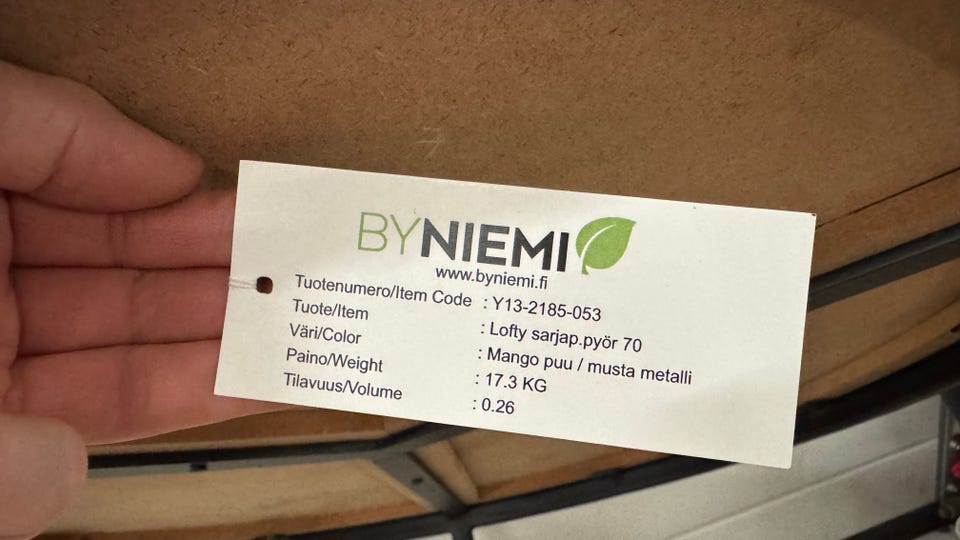 BYNIEMI
www.byniemi.fi
Tuotenumero/Item Code : Y13-2185-053
Tuote/Item : Lofty sarjap.pyör 70
Väri/Color : Mango puu / musta metalli
Paino/Weight : 17.3 KG
Tilavuus/Volume : 0.26